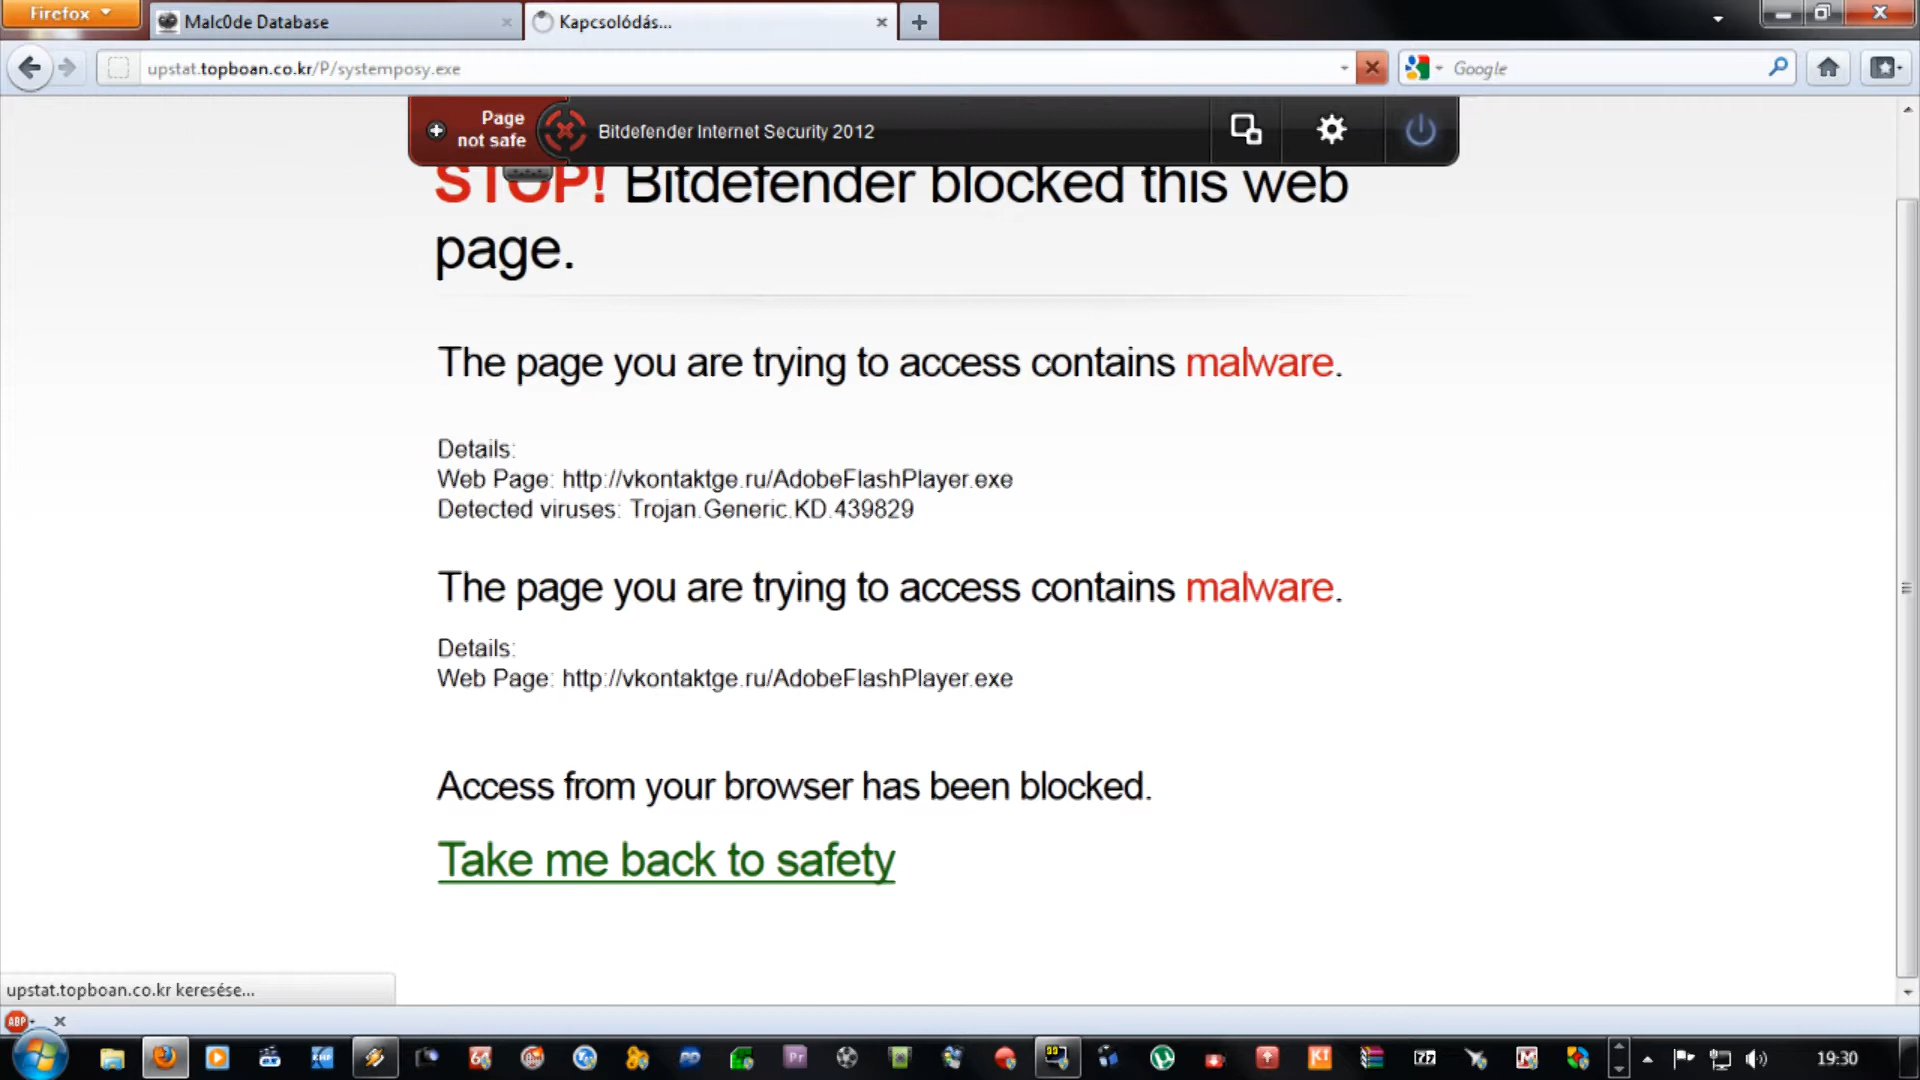 Firefox
Malc0de Database
Kapcsolódás...
upstat.topboan.co.kr/P/systemposy.exe
Google
Page
not safe
Bitdefender Internet Security 2012
STOP! Bitdefender blocked this web
page.
The page you are trying to access contains malware.
Details:
Web Page: http://vkontaktge.ru/AdobeFlashPlayer.exe
Detected viruses: Trojan.Generic.KD.439829
The page you are trying to access contains malware.
Details:
Web Page: http://vkontaktge.ru/AdobeFlashPlayer.exe
Access from your browser has been blocked.
Take me back to safety
upstat.topboan.co.kr keresése...
ABP
KMP
64
Pr
19:30